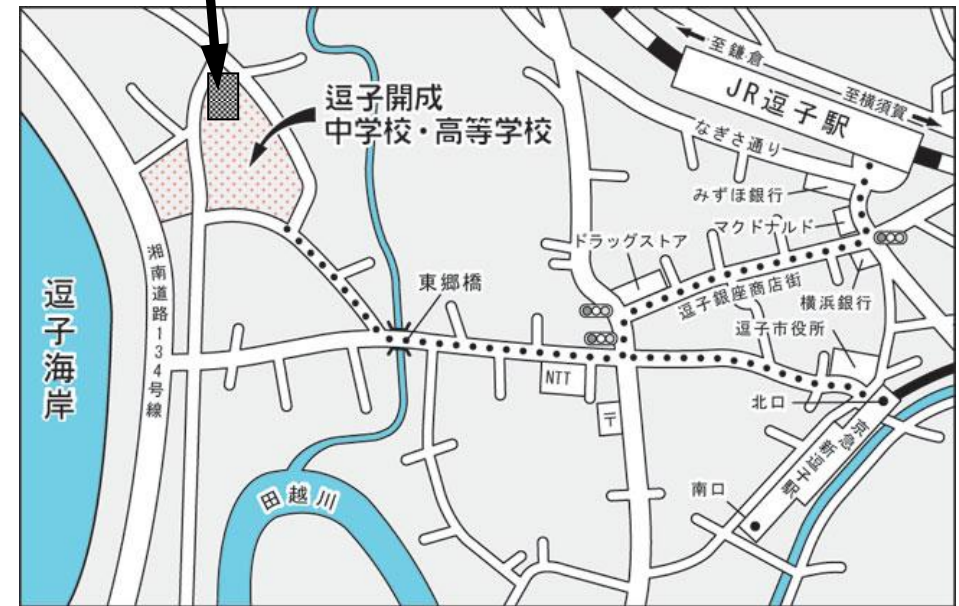 至鎌倉
JR逗子駅
至横須賀
なぎさ通り
逗子開成
中学校・高等学校
みずほ銀行
マクドナルド
ドラッグストア
逗子銀座商店街
横浜銀行
湘南道路134号線
東郷橋
逗子海岸
逗子市役所
NTT
〒
北口
京急新逗子駅
南口
田越川